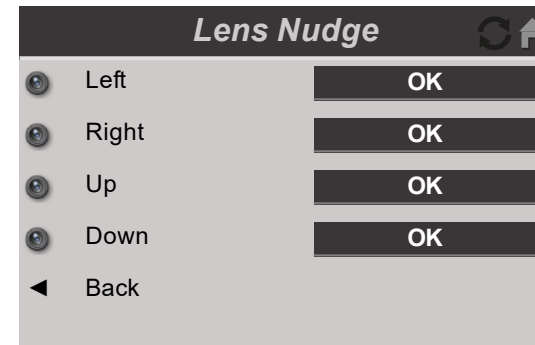 Lens Nudge
Left OK
Right OK
Up OK
Down OK
◄ Back